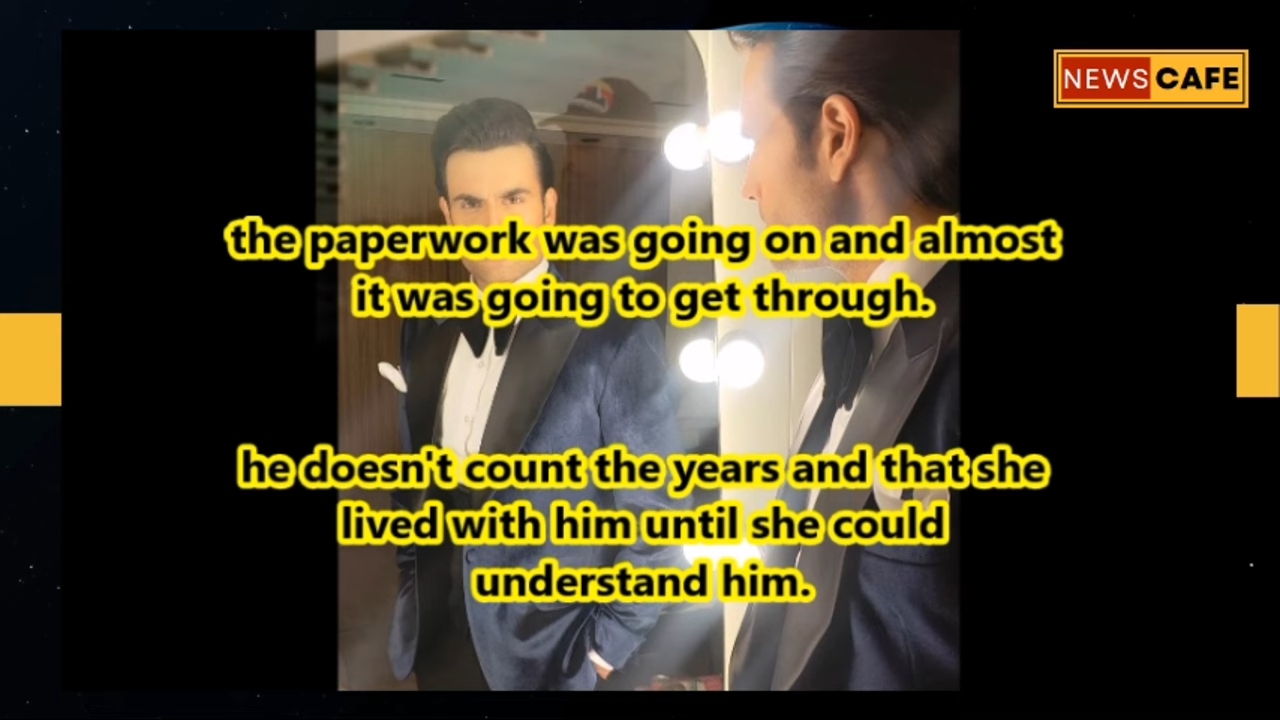 NEWS CAFE
the paperwork was going on and almost
it was going to get through.
he doesn't count the years and that she
lived with him until she could
understand him.